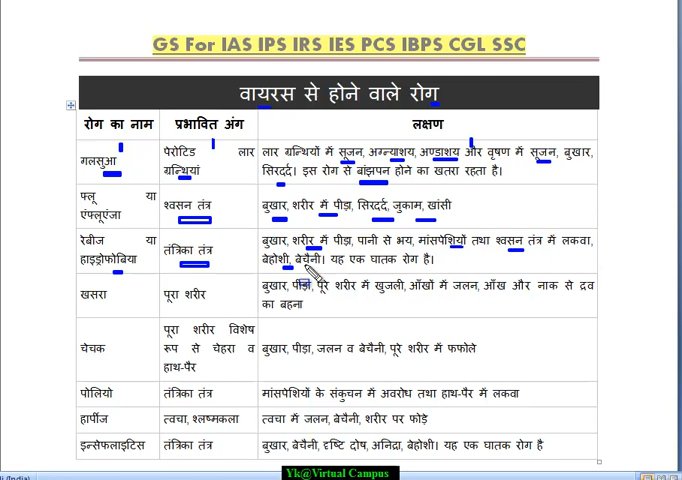 GS For IAS IPS IRS IES PCS IBPS CGL SSC
वायरस से होने वाले रोग
रोग का नाम प्रभावित अंग लक्षण
गलसुआ पेरोटिड लार ग्रन्थियां लार ग्रन्थियों में सूजन, अग्न्याशय, अण्डाशय और वृषण में सूजन, बुखार,
सिरदर्द। इस रोग से बांझपन होने का खतरा रहता है।
फ्लू या एंफ्लूएंजा श्वसन तंत्र बुखार, शरीर में पीड़ा, सिरदर्द, जुकाम, खांसी
रेबीज या हाइड्रोफोबिया तंत्रिका तंत्र बुखार, शरीर में पीड़ा, पानी से भय, मांसपेशियों तथा श्वसन तंत्र में लकवा,
बेहोशी, बेचैनी। यह एक घातक रोग है।
खसरा पूरा शरीर बुखार, पीड़ा, पूरे शरीर में खुजली, आँखों में जलन, आँख और नाक से द्रव
का बहना
चेचक पूरा शरीर विशेष रूप से चेहरा व हाथ-पैर बुखार, पीड़ा, जलन व बेचैनी, पूरे शरीर में फफोले
पोलियो तंत्रिका तंत्र मांसपेशियों के संकुचन में अवरोध तथा हाथ-पैर में लकवा
हार्पीज त्वचा, श्लष्मकला त्वचा में जलन, बेचैनी, शरीर पर फोड़े
इन्सेफलाइटिस तंत्रिका तंत्र बुखार, बेचैनी, दृष्टि दोष, अनिद्रा, बेहोशी। यह एक घातक रोग है
Yk@Virtual Campus